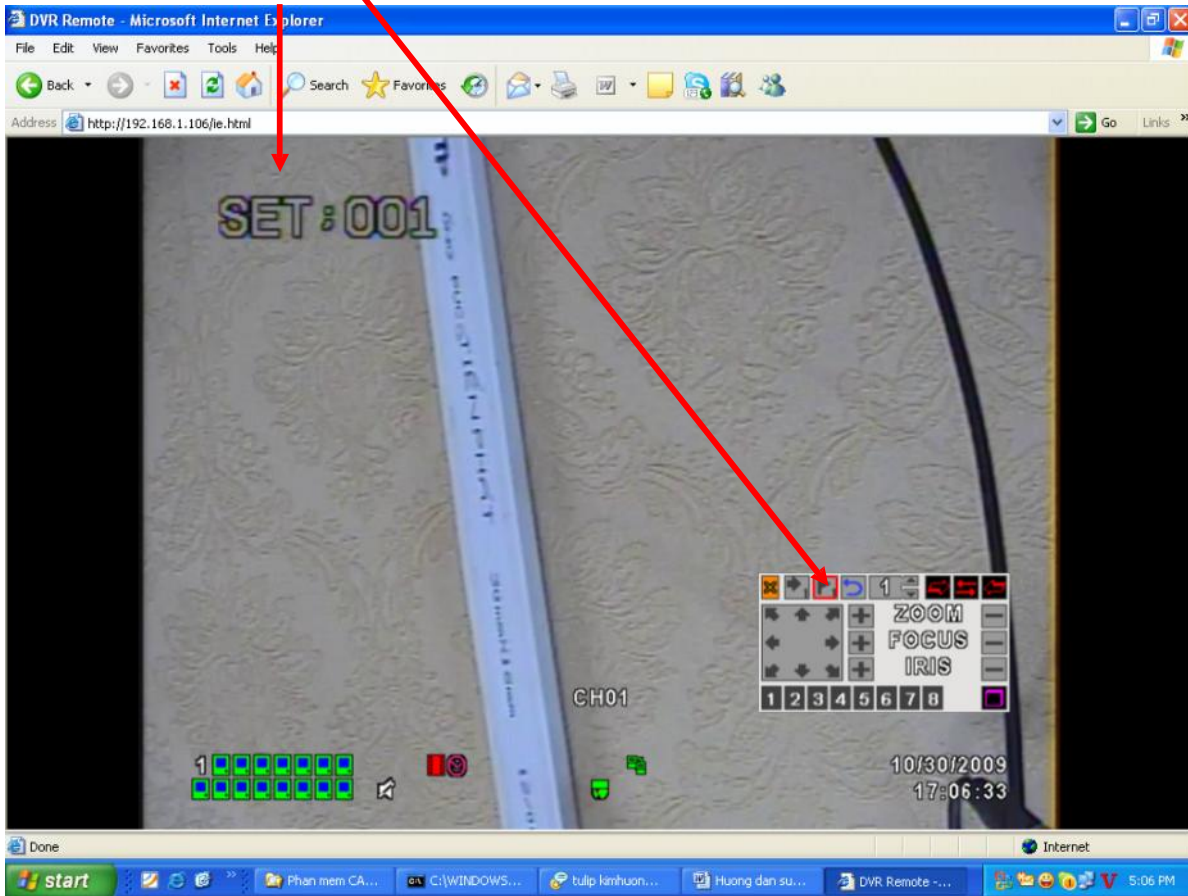 DVR Remote - Microsoft Internet Explorer
File Edit View Favorites Tools Help
Back Search Favorites
Address http://192.168.1.106/ie.html Go Links »
SET:001
1
ZOOM
FOCUS
IRIS
1 2 3 4 5 6 7 8
CH01
1
10/30/2009
17:06:33
Done Internet
start Phan mem CA... C:\WINDOWS... tulip kimhuon... Huong dan su... DVR Remote -... 5:06 PM